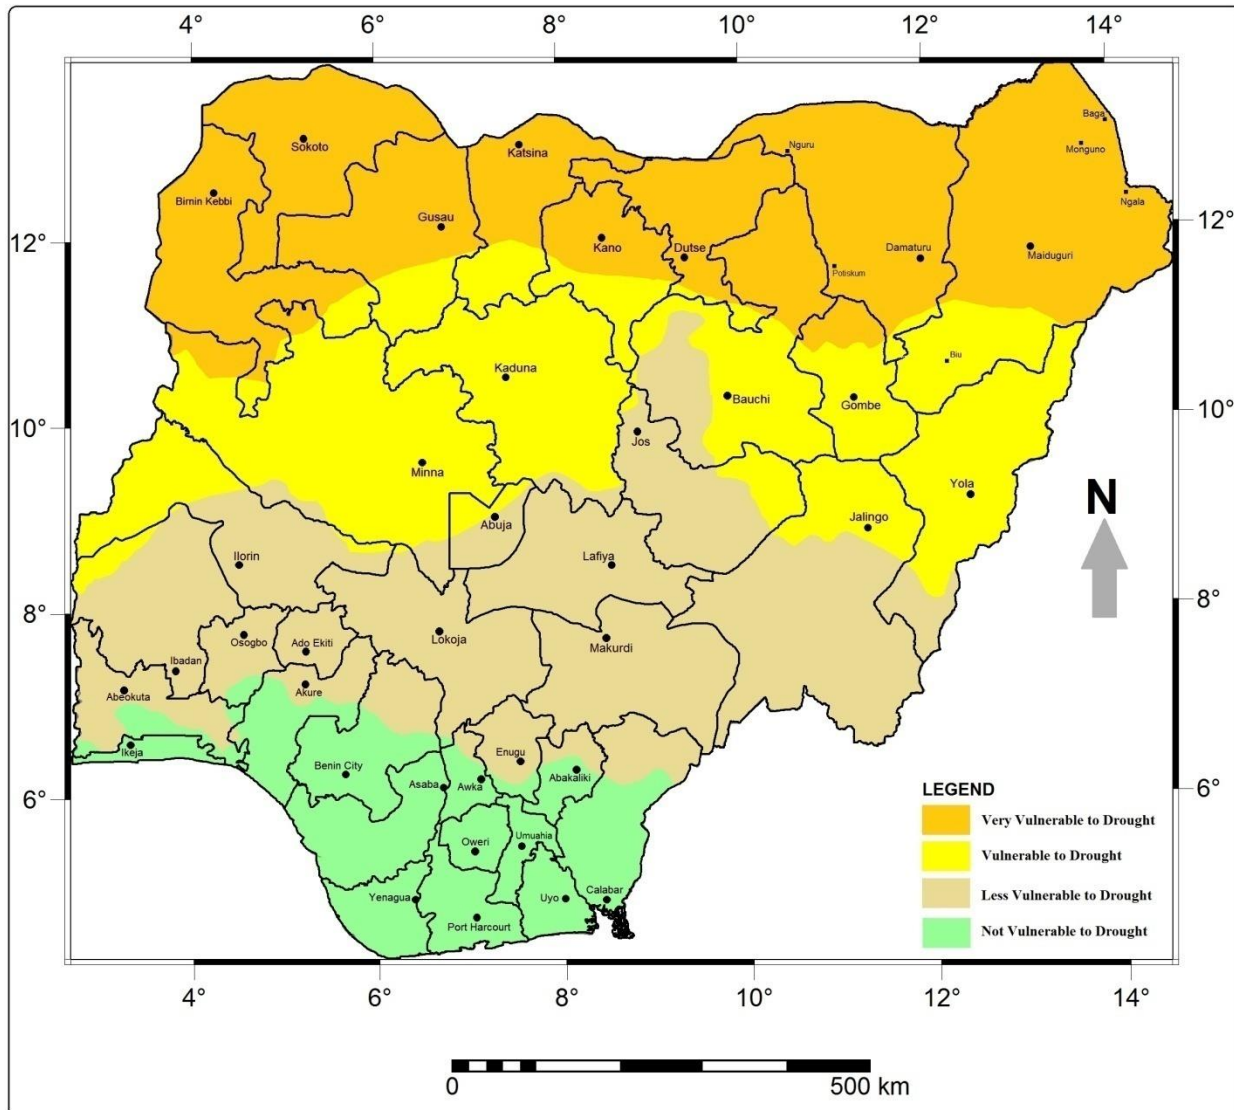 4° 6° 8° 10° 12° 14°
Baga
Sokoto
Katsina
Nguru
Monguno
Birnin Kebbi
Ngala
Gusau
12°
12°
Kano
Dutse
Damaturu
Maiduguri
Potiskum
Biu
Kaduna
Bauchi
Gombe
10°
10°
Jos
Minna
Yola
N
Abuja
Jalingo
Ilorin
Lafiya
8°
8°
Osogbo
Ado Ekiti
Lokoja
Makurdi
Ibadan
Abeokuta
Akure
Ikeja
Enugu
Benin City
Abakaliki
Asaba
Awka
6°
6°
LEGEND
Very Vulnerable to Drought
Vulnerable to Drought
Less Vulnerable to Drought
Not Vulnerable to Drought
Oweri
Umuahia
Yenagua
Uyo
Calabar
Port Harcourt
4° 6° 8° 10° 12° 14°
0 500 km